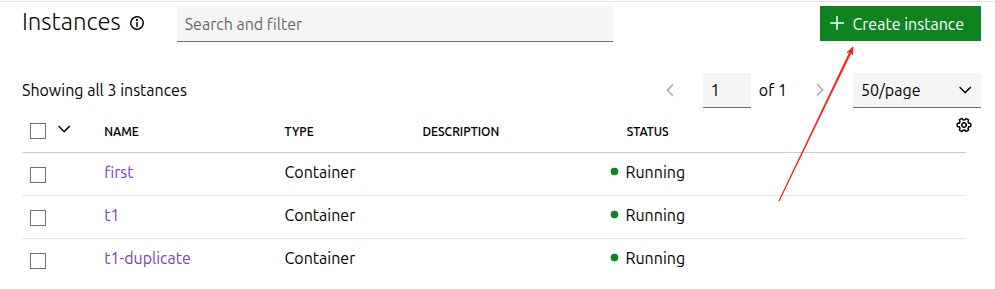 Instances Search and filter + Create instance
Showing all 3 instances 1 of 1 50/page
NAME TYPE DESCRIPTION STATUS
first Container Running
t1 Container Running
t1-duplicate Container Running